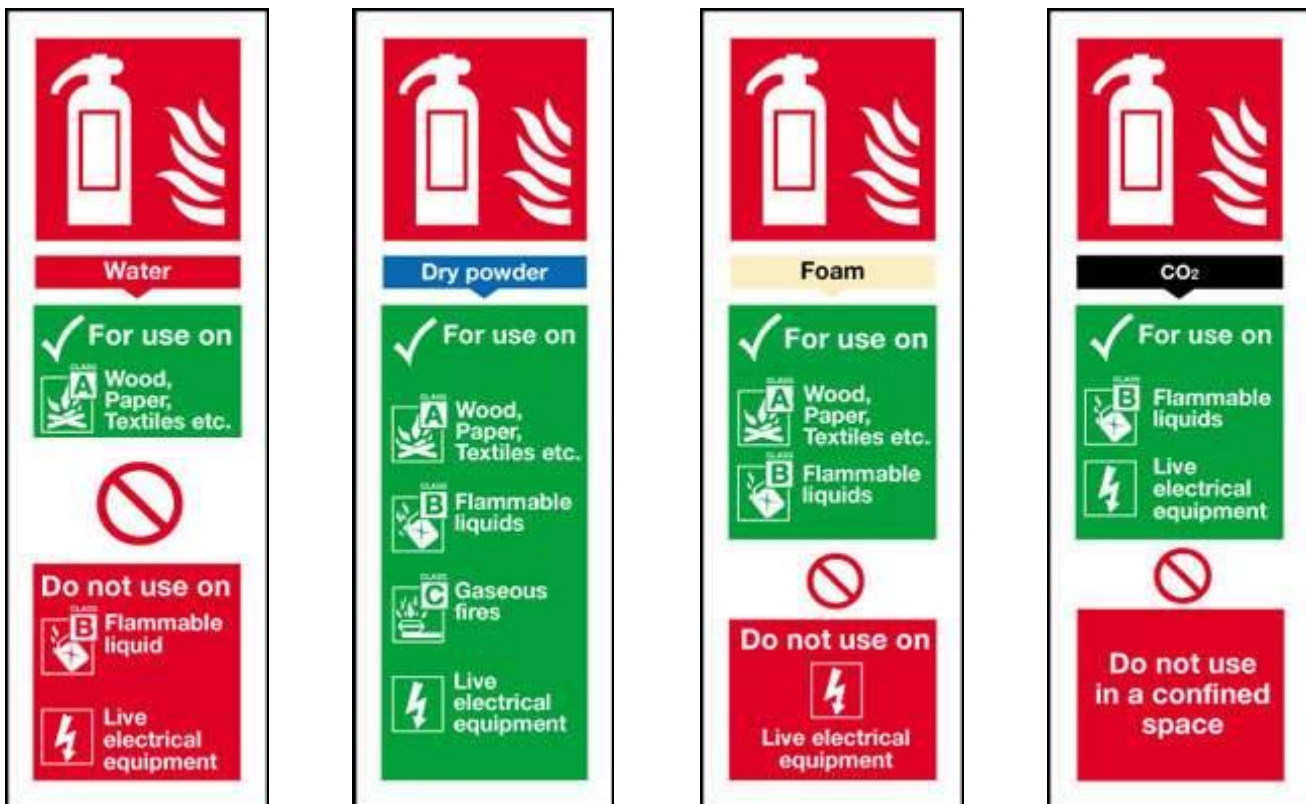 Water
For use on
CLASS
A
Wood,
Paper,
Textiles etc.
Do not use on
CLASS
B
Flammable
liquid
Live
electrical
equipment
Dry powder
For use on
CLASS
A
Wood,
Paper,
Textiles etc.
CLASS
B
Flammable
liquids
CLASS
C
Gaseous
fires
Live
electrical
equipment
Foam
For use on
CLASS
A
Wood,
Paper,
Textiles etc.
CLASS
B
Flammable
liquids
Do not use on
Live electrical
equipment
CO₂
For use on
CLASS
B
Flammable
liquids
Live
electrical
equipment
Do not use
in a confined
space